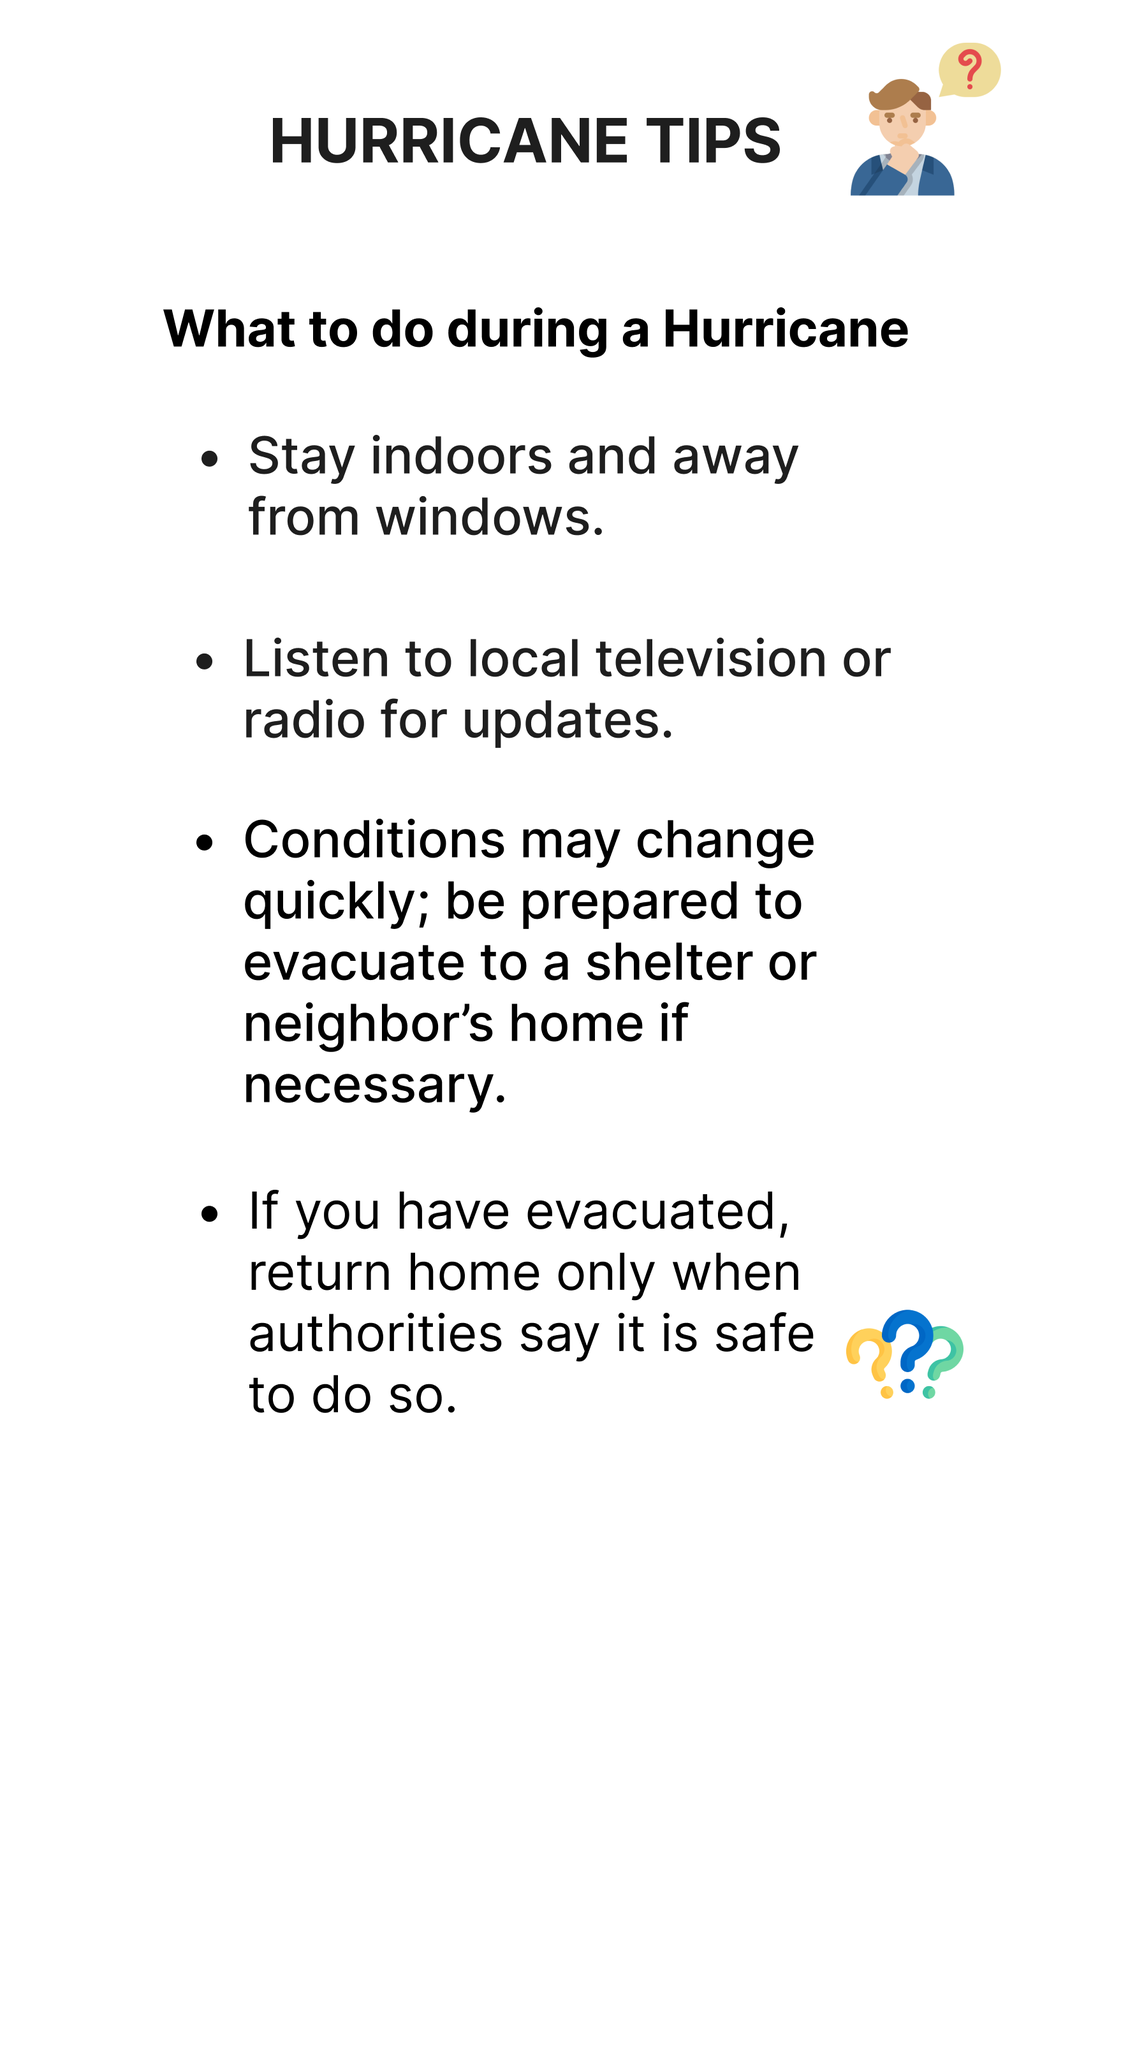 HURRICANE TIPS
What to do during a Hurricane
• Stay indoors and away
from windows.
• Listen to local television or
radio for updates.
• Conditions may change
quickly; be prepared to
evacuate to a shelter or
neighbor’s home if
necessary.
• If you have evacuated,
return home only when
authorities say it is safe
to do so.